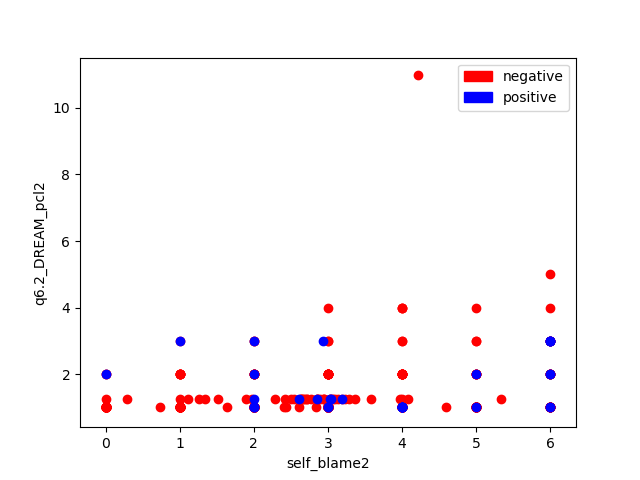 negative
positive
10
8
6
4
2
q6.2_DREAM_pcl2
0 1 2 3 4 5 6
self_blame2